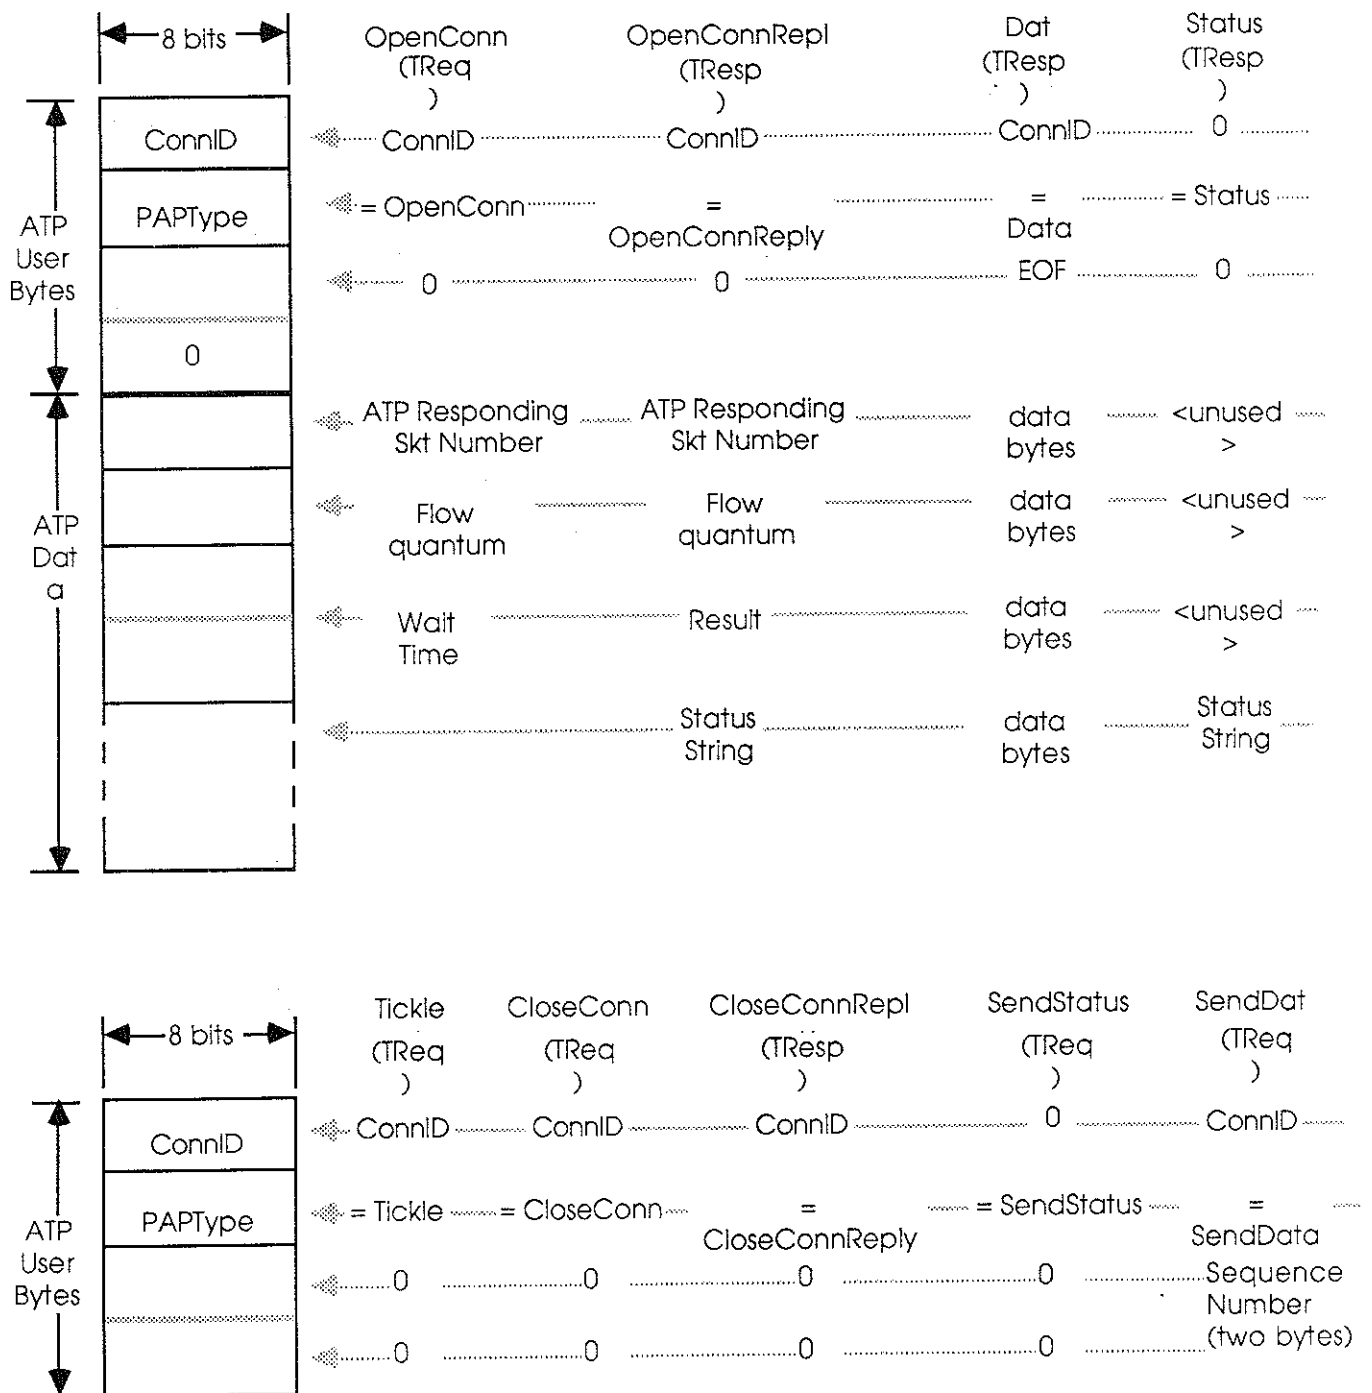 8 bits
OpenConn
(TReq
)
OpenConnRepl
(TResp
)
Dat
(TResp
)
Status
(TResp
)
ATP
User
Bytes
ConnID
ConnID
ConnID
ConnID
0
PAPType
= OpenConn
=
OpenConnReply
=
Data
= Status
0
0
EOF
0
0
ATP
Dat
a
ATP Responding
Skt Number
ATP Responding
Skt Number
data
bytes
<unused
>
Flow
quantum
Flow
quantum
data
bytes
<unused
>
Wait
Time
Result
data
bytes
<unused
>
Status
String
data
bytes
Status
String
8 bits
Tickle
(TReq
)
CloseConn
(TReq
)
CloseConnRepl
(TResp
)
SendStatus
(TReq
)
SendDat
(TReq
)
ATP
User
Bytes
ConnID
ConnID
ConnID
ConnID
0
ConnID
PAPType
= Tickle
= CloseConn
=
CloseConnReply
= SendStatus
=
SendData
0
0
0
0
Sequence
Number
(two bytes)
0
0
0
0